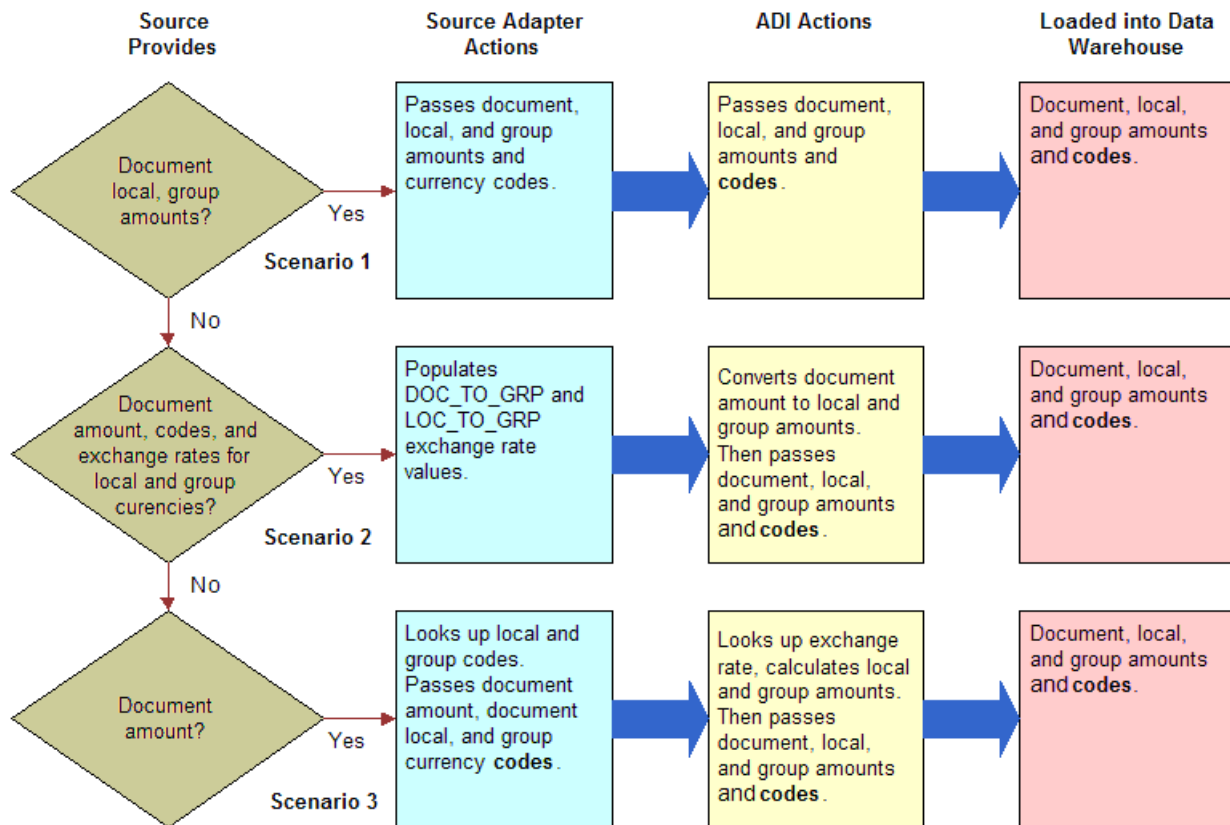 Source
Provides
Source Adapter
Actions
ADI Actions
Loaded into Data
Warehouse
Document
local, group
amounts?
Yes
Scenario 1
Passes document,
local, and group
amounts and
currency codes.
Passes document,
local, and group
amounts and
codes.
Document, local,
and group amounts
and codes.
No
Document
amount, codes, and
exchange rates for
local and group
curencies?
Yes
Scenario 2
Populates
DOC_TO_GRP and
LOC_TO_GRP
exchange rate
values.
Converts document
amount to local and
group amounts.
Then passes
document, local,
and group amounts
and codes.
Document, local,
and group amounts
and codes.
No
Document
amount?
Yes
Scenario 3
Looks up local and
group codes.
Passes document
amount, document
local, and group
currency codes.
Looks up exchange
rate, calculates local
and group amounts.
Then passes
document, local,
and group amounts
and codes.
Document, local,
and group amounts
and codes.